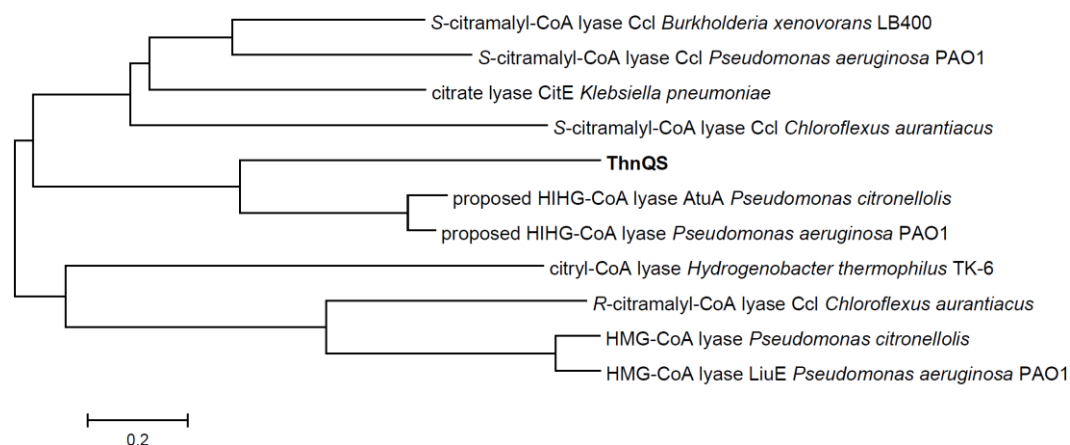 S-citramalyl-CoA lyase Ccl Burkholderia xenovorans LB400
S-citramalyl-CoA lyase Ccl Pseudomonas aeruginosa PAO1
citrate lyase CitE Klebsiella pneumoniae
S-citramalyl-CoA lyase Ccl Chloroflexus aurantiacus
ThnQS
proposed HIHG-CoA lyase AtuA Pseudomonas citronellolis
proposed HIHG-CoA lyase Pseudomonas aeruginosa PAO1
citryl-CoA lyase Hydrogenobacter thermophilus TK-6
R-citramalyl-CoA lyase Ccl Chloroflexus aurantiacus
HMG-CoA lyase Pseudomonas citronellolis
HMG-CoA lyase LiuE Pseudomonas aeruginosa PAO1
0.2